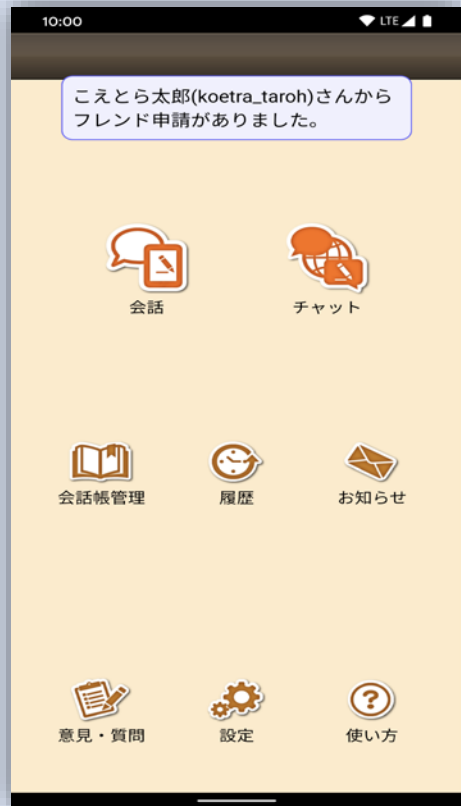 10:00 LTE
こえとら太郎(koetra_taroh)さんから
フレンド申請がありました。
会話 チャット
会話帳管理 履歴 お知らせ
意見・質問 設定 使い方